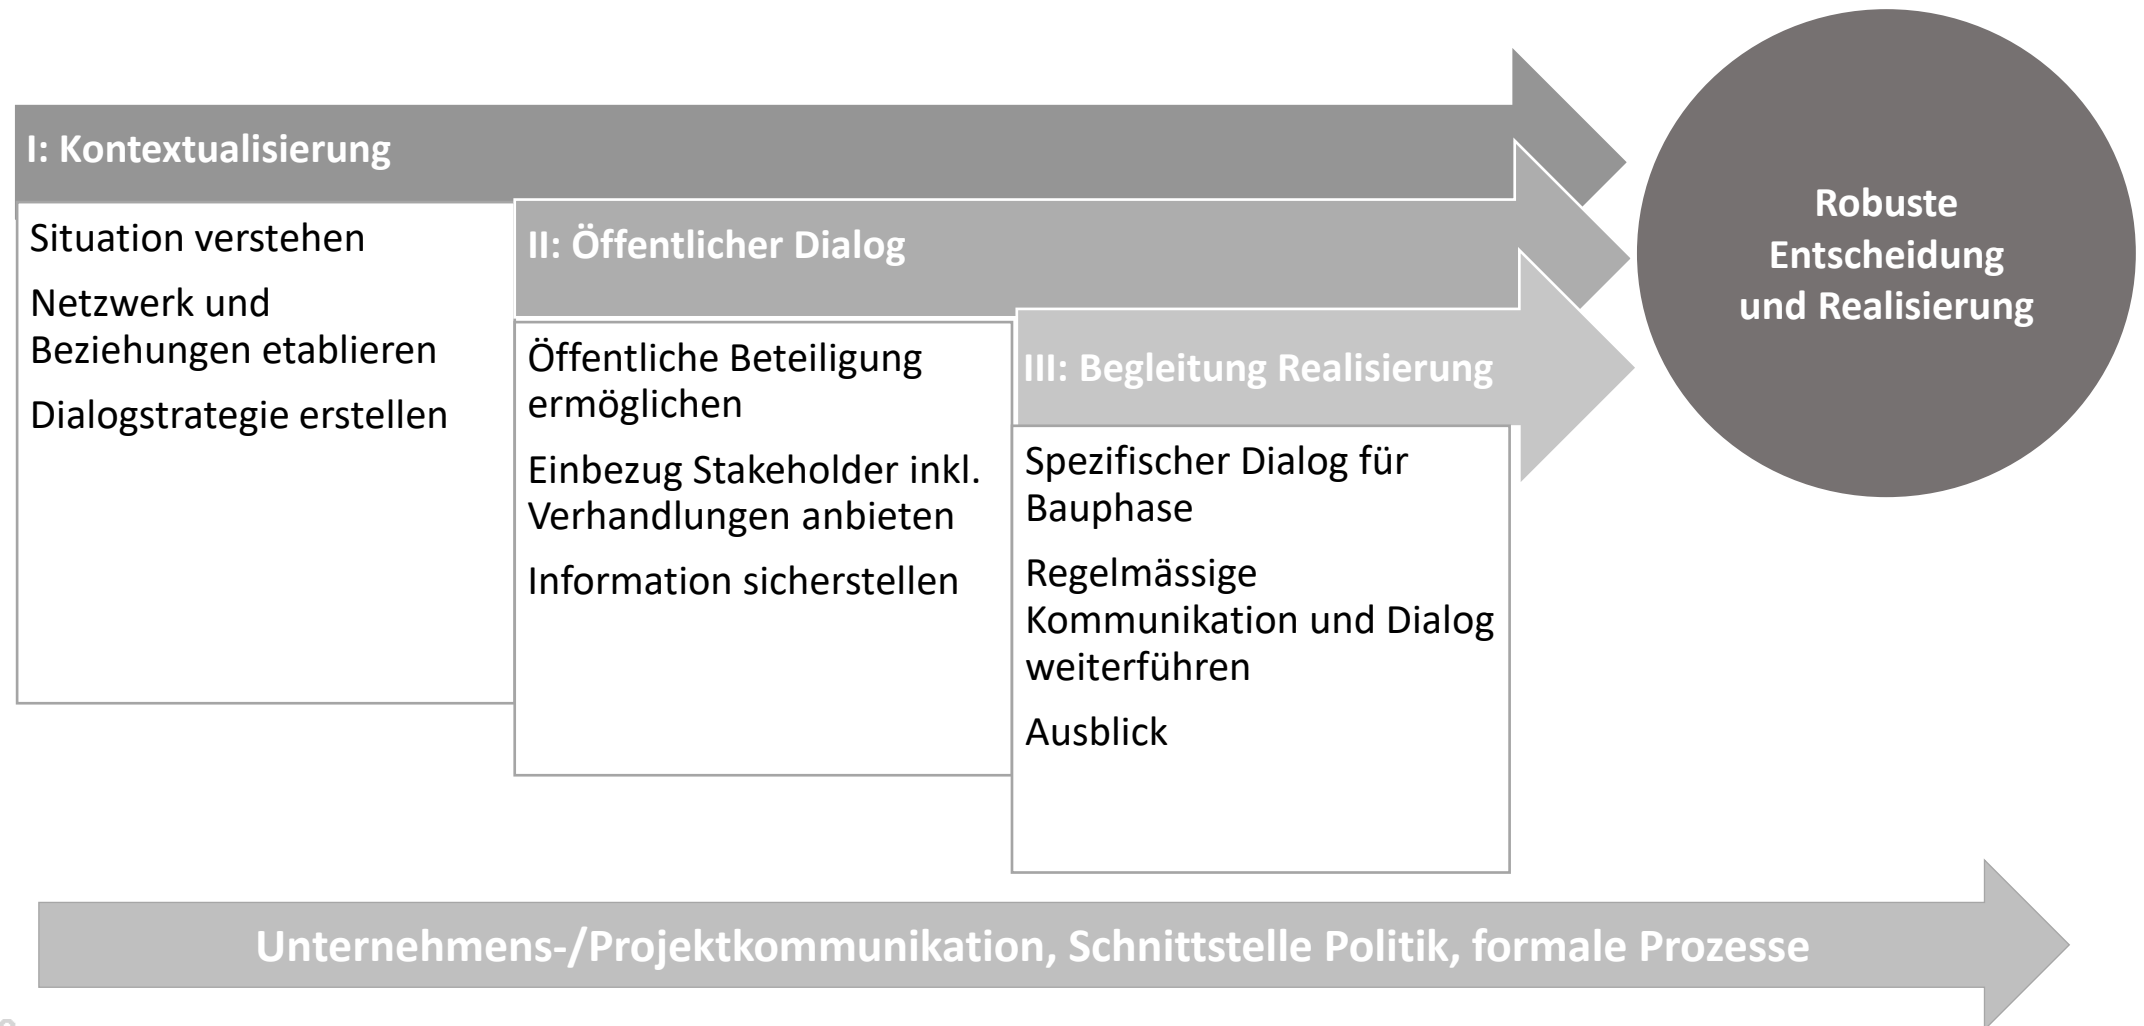 I: Kontextualisierung
Situation verstehen
Netzwerk und
Beziehungen etablieren
Dialogstrategie erstellen
II: Öffentlicher Dialog
Öffentliche Beteiligung
ermöglichen
Einbezug Stakeholder inkl.
Verhandlungen anbieten
Information sicherstellen
III: Begleitung Realisierung
Spezifischer Dialog für
Bauphase
Regelmässige
Kommunikation und Dialog
weiterführen
Ausblick
Robuste
Entscheidung
und Realisierung
Unternehmens-/Projektkommunikation, Schnittstelle Politik, formale Prozesse